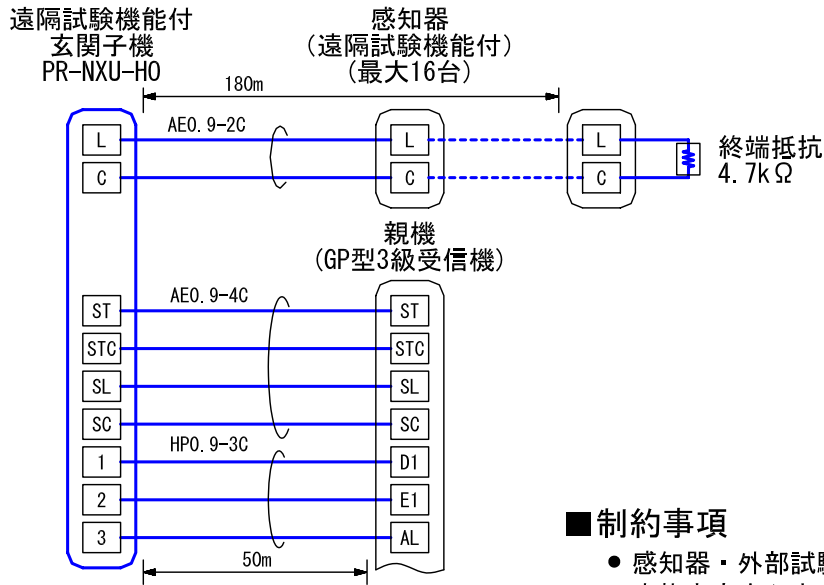 遠隔試験機能付
玄関子機
PR-NXU-HO
感知器
(遠隔試験機能付)
(最大16台)
180m
AE0.9-2C
L
L
L
C
C
C
終端抵抗
4.7kΩ
親機
(GP型3級受信機)
AE0.9-4C
ST
ST
STC
STC
SL
SL
SC
SC
HP0.9-3C
1
D1
2
E1
3
AL
50m
■制約事項
● 感知器・外部試験